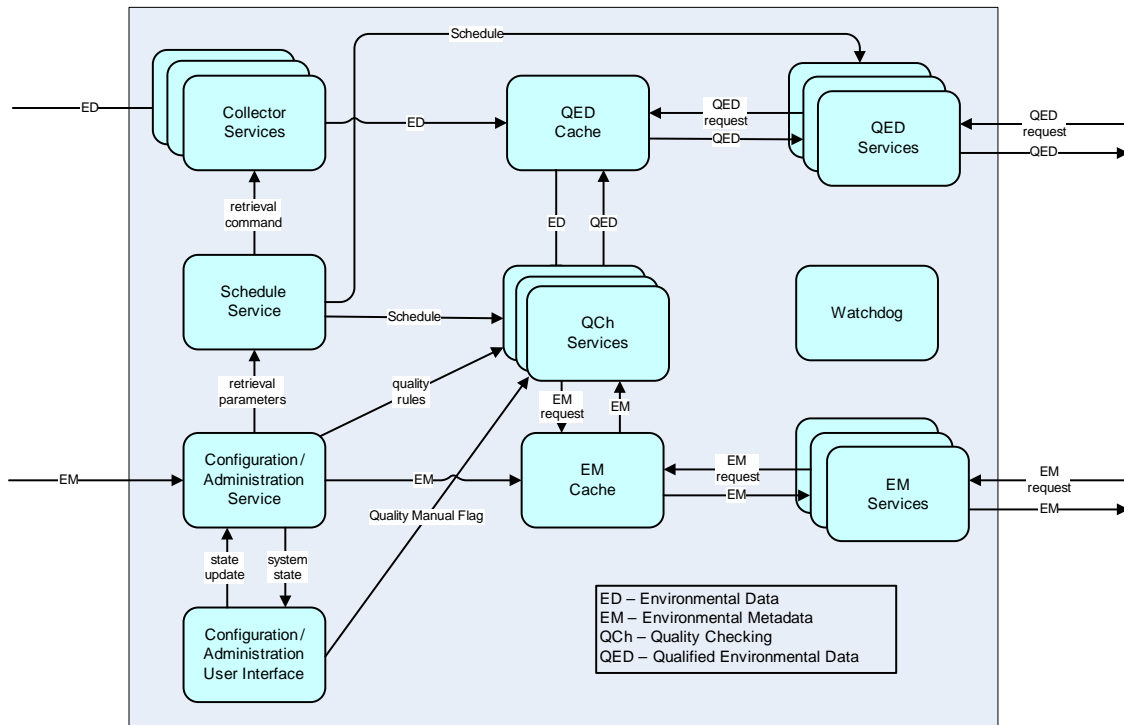 Schedule
ED
Collector
Services
ED
QED
Cache
QED
request
QED
QED
Services
QED
request
QED
retrieval
command
ED
QED
Schedule
Service
Schedule
QCh
Services
Watchdog
retrieval
parameters
quality
rules
EM
request
EM
EM
Configuration/
Administration
Service
EM
EM
Cache
EM
request
EM
EM
Services
EM
request
EM
Quality Manual Flag
state
update
system
state
Configuration/
Administration
User Interface
ED – Environmental Data
EM – Environmental Metadata
QCh – Quality Checking
QED – Qualified Environmental Data